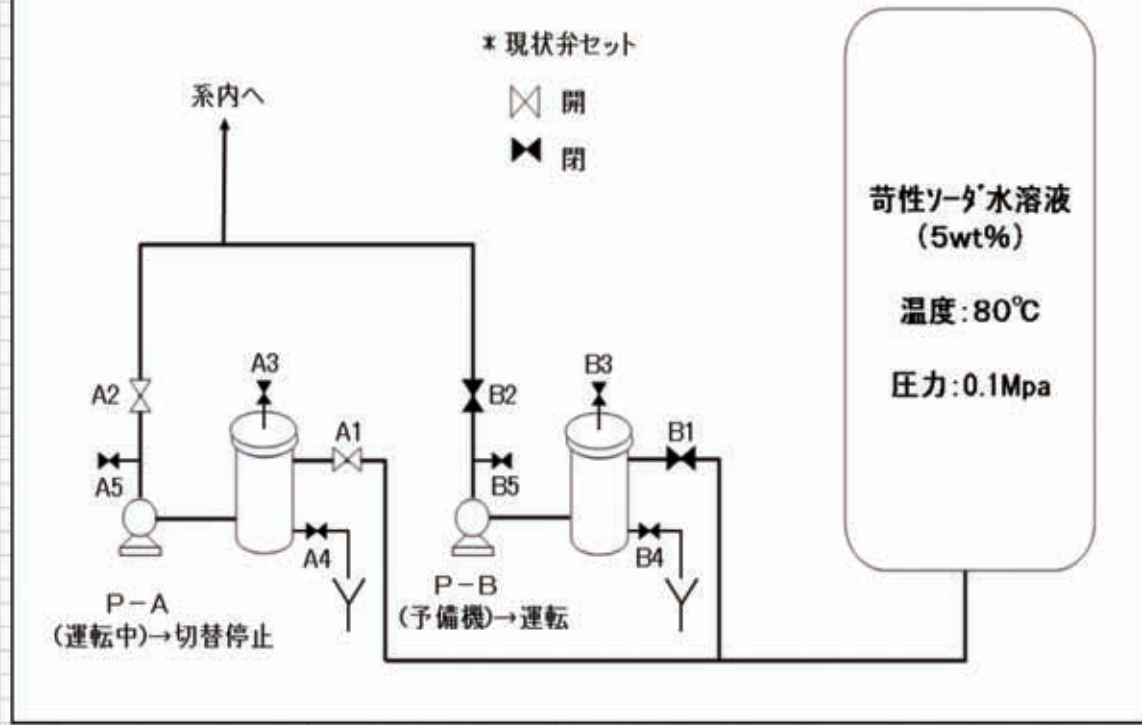 * 現状弁セット
開
閉
系内へ
苛性ソーダ水溶液
(5wt%)
温度:80℃
圧力:0.1Mpa
A3
B3
A2
B2
A1
B1
A5
B5
A4
B4
P-A
(運転中)→切替停止
P-B
(予備機)→運転